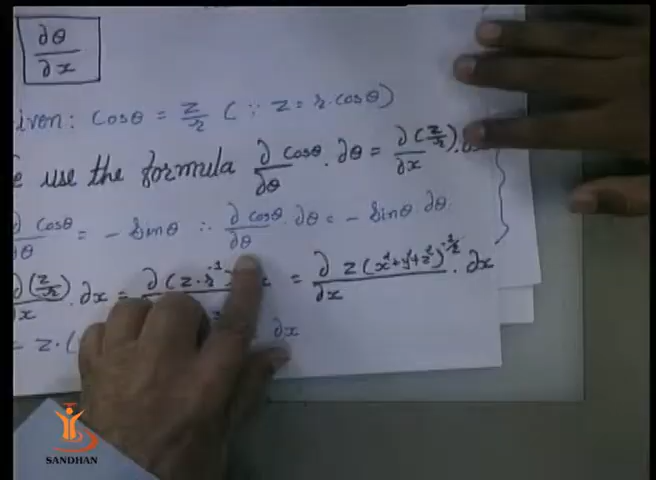 ∂θ
∂x
iven: Cosθ = z/r (∵ z = r.cosθ)
e use the formula ∂/∂θ cosθ . ∂θ = ∂/∂x (z/r).
∂/∂θ cosθ = - Sinθ ∴ ∂/∂θ cosθ . ∂θ = - Sinθ ∂θ.
∂(z/r)/∂x . ∂x = ∂(z.r⁻¹) = ∂/∂x z(x²+y²+z²)^-1/2 . ∂x
= z.( ∂x
SANDHAN